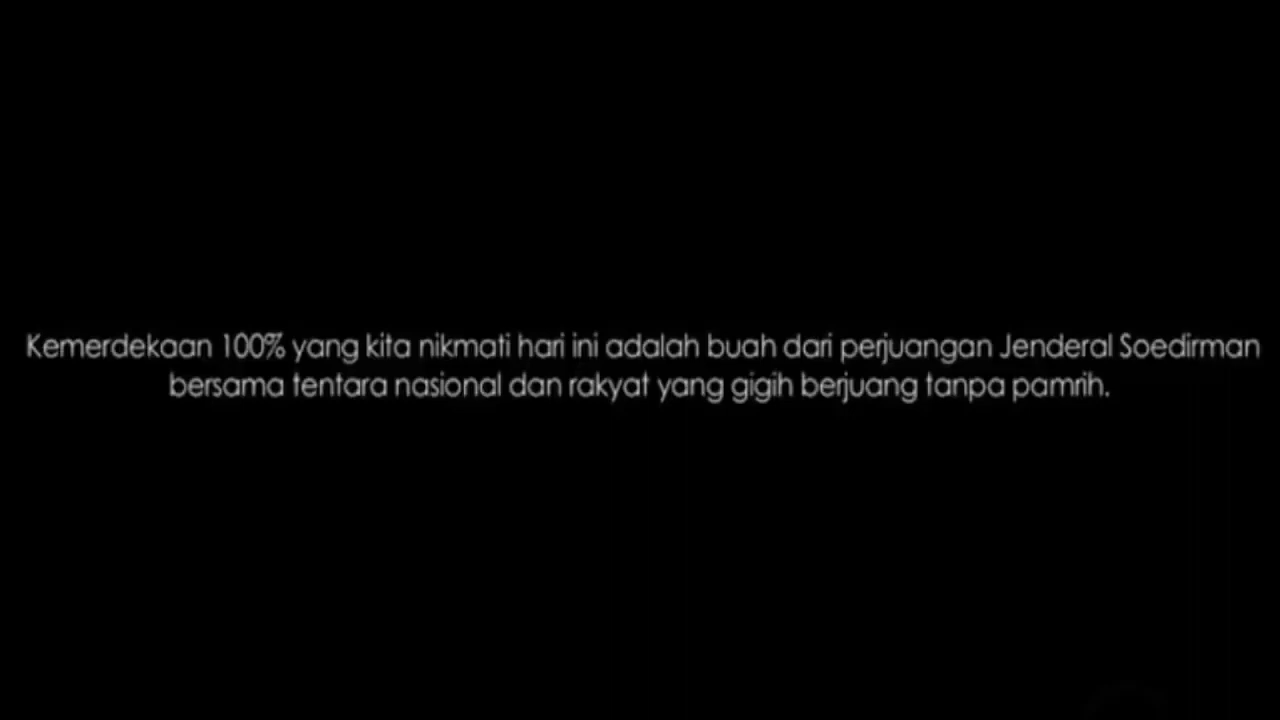 Kemerdekaan 100% yang kita nikmati hari ini adalah buah dari perjuangan Jenderal Soedirman
bersama tentara nasional dan rakyat yang gigih berjuang tanpa pamrih.